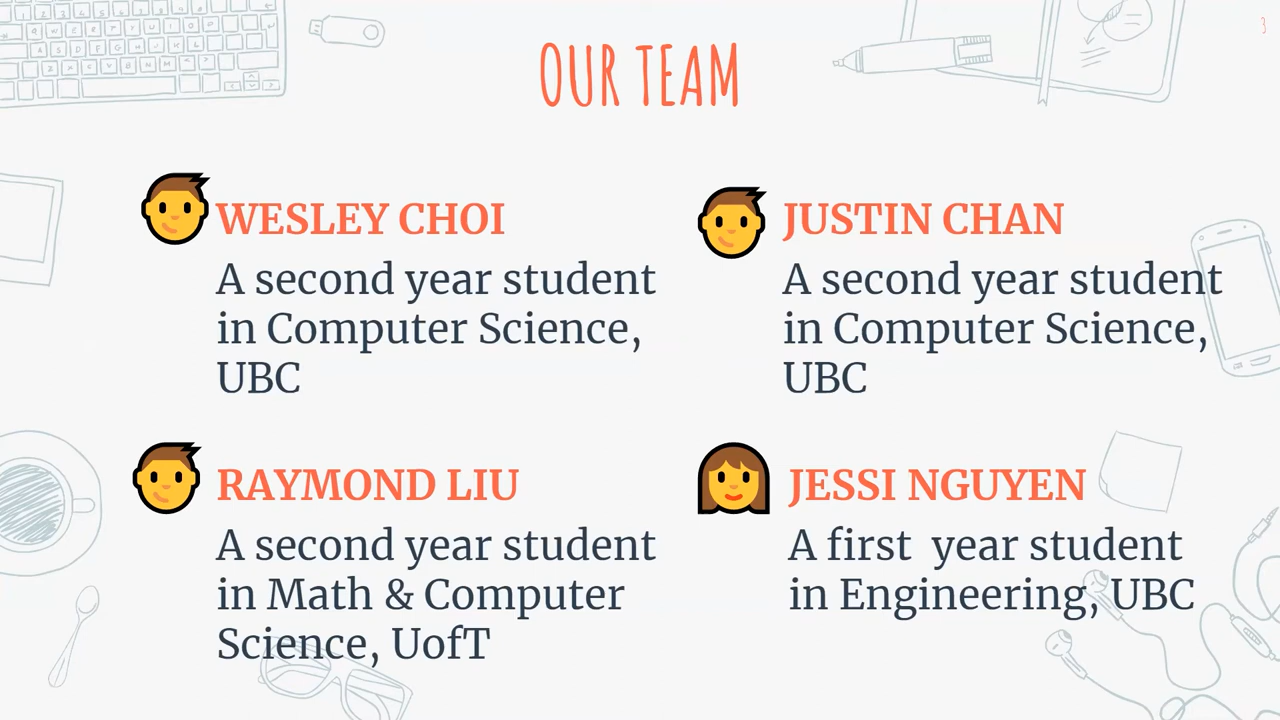 3
OUR TEAM
WESLEY CHOI
A second year student
in Computer Science,
UBC
JUSTIN CHAN
A second year student
in Computer Science,
UBC
RAYMOND LIU
A second year student
in Math & Computer
Science, UofT
JESSI NGUYEN
A first  year student
in Engineering, UBC